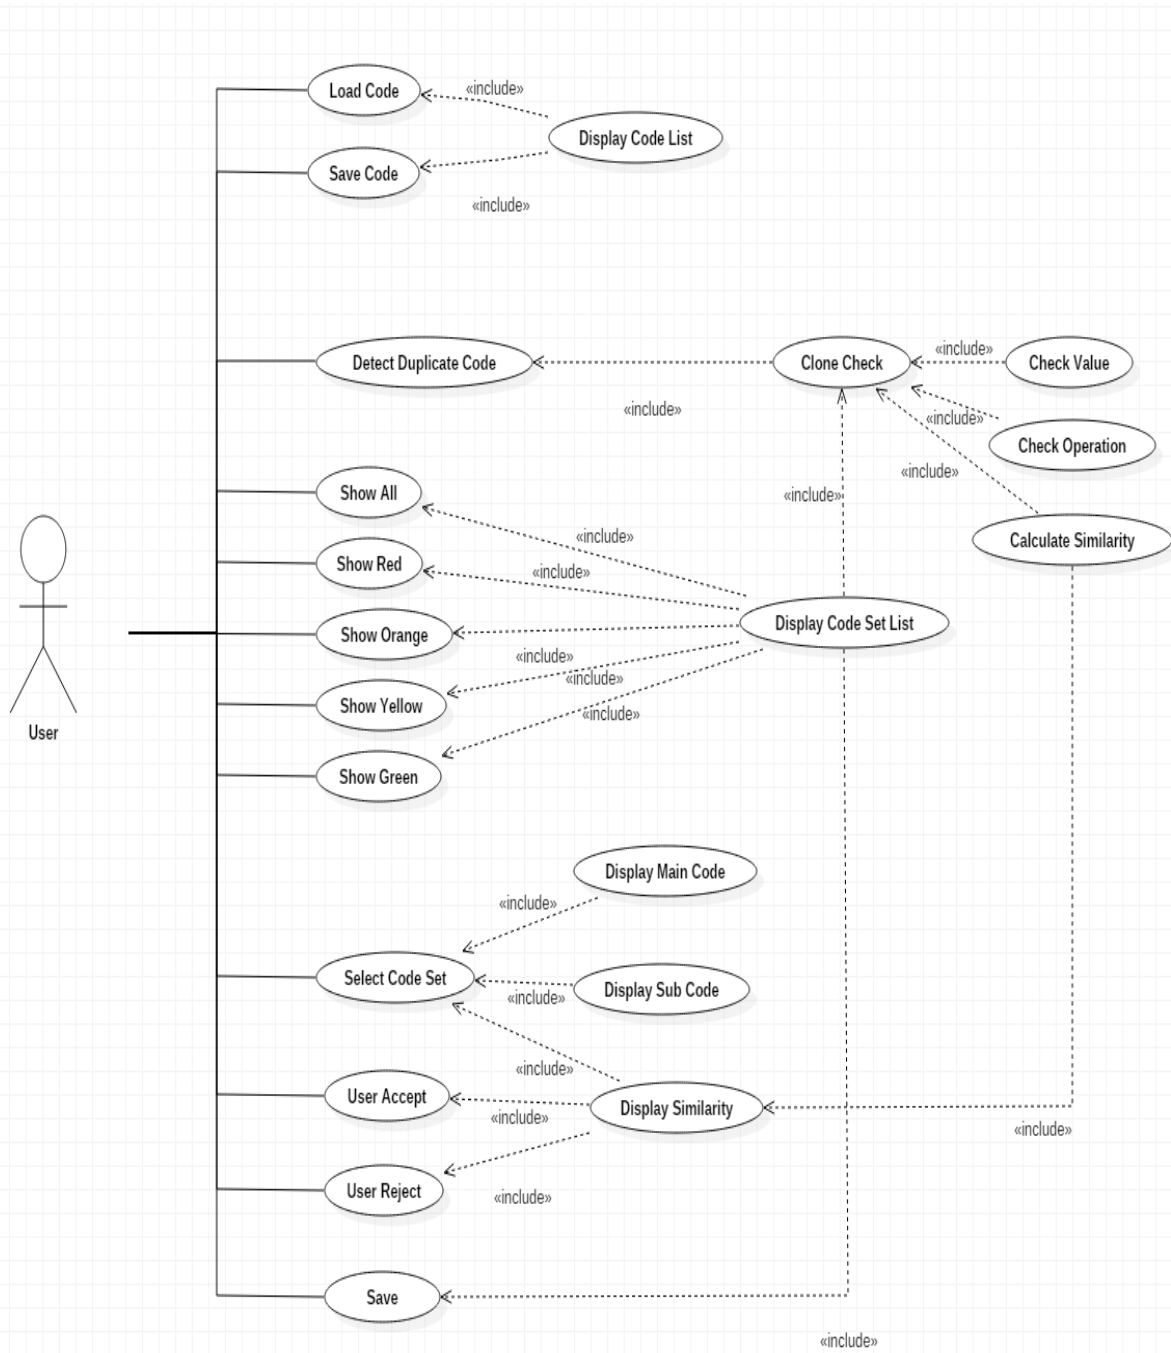 Load Code
«include»
Display Code List
Save Code
«include»
Detect Duplicate Code
Clone Check
«include»
Check Value
«include»
«include»
Check Operation
«include»
Show All
«include»
«include»
Calculate Similarity
Show Red
«include»
Display Code Set List
Show Orange
«include»
«include»
Show Yellow
«include»
User
Show Green
Display Main Code
«include»
Select Code Set
Display Sub Code
«include»
«include»
User Accept
Display Similarity
«include»
«include»
User Reject
«include»
Save
«include»